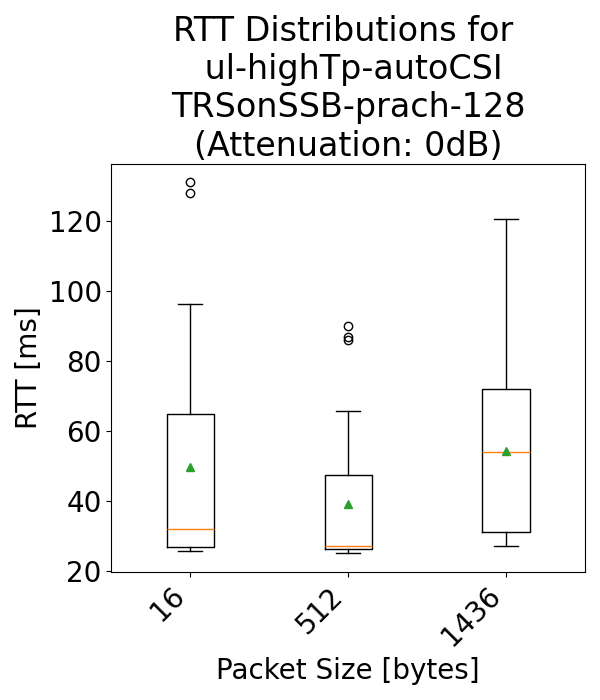 RTT Distributions for
ul-highTp-autoCSI
TRSonSSB-prach-128
(Attenuation: 0dB)
120
100
80
60
40
20
RTT [ms]
16
512
1436
Packet Size [bytes]